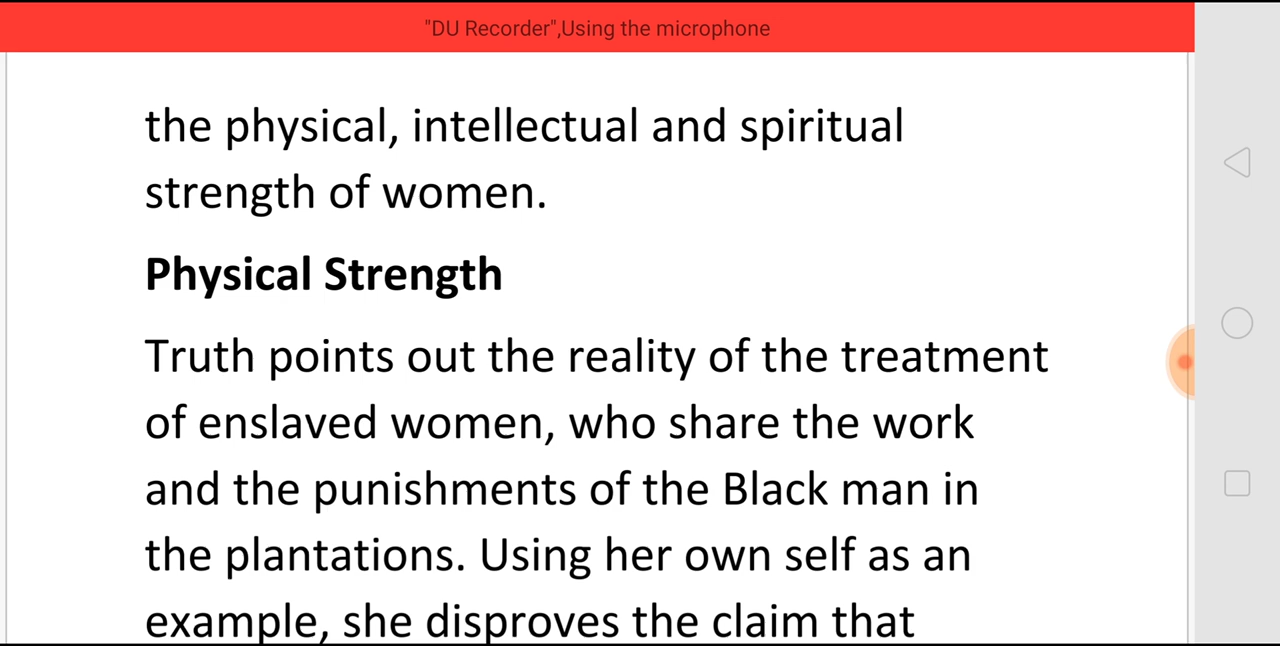 "DU Recorder",Using the microphone
the physical, intellectual and spiritual
strength of women.
Physical Strength
Truth points out the reality of the treatment
of enslaved women, who share the work
and the punishments of the Black man in
the plantations. Using her own self as an
example, she disproves the claim that